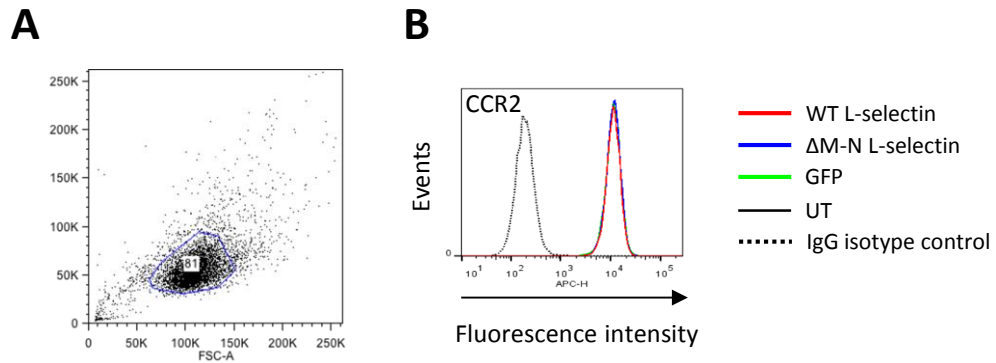 A
250K
200K
150K
100K
50K
0
81
0 50K 100K 150K 200K 250K
FSC-A
B
CCR2
Events
0
10¹ 10² 10³ 10⁴ 10⁵
APC-H
Fluorescence intensity
WT L-selectin
ΔM-N L-selectin
GFP
UT
IgG isotype control